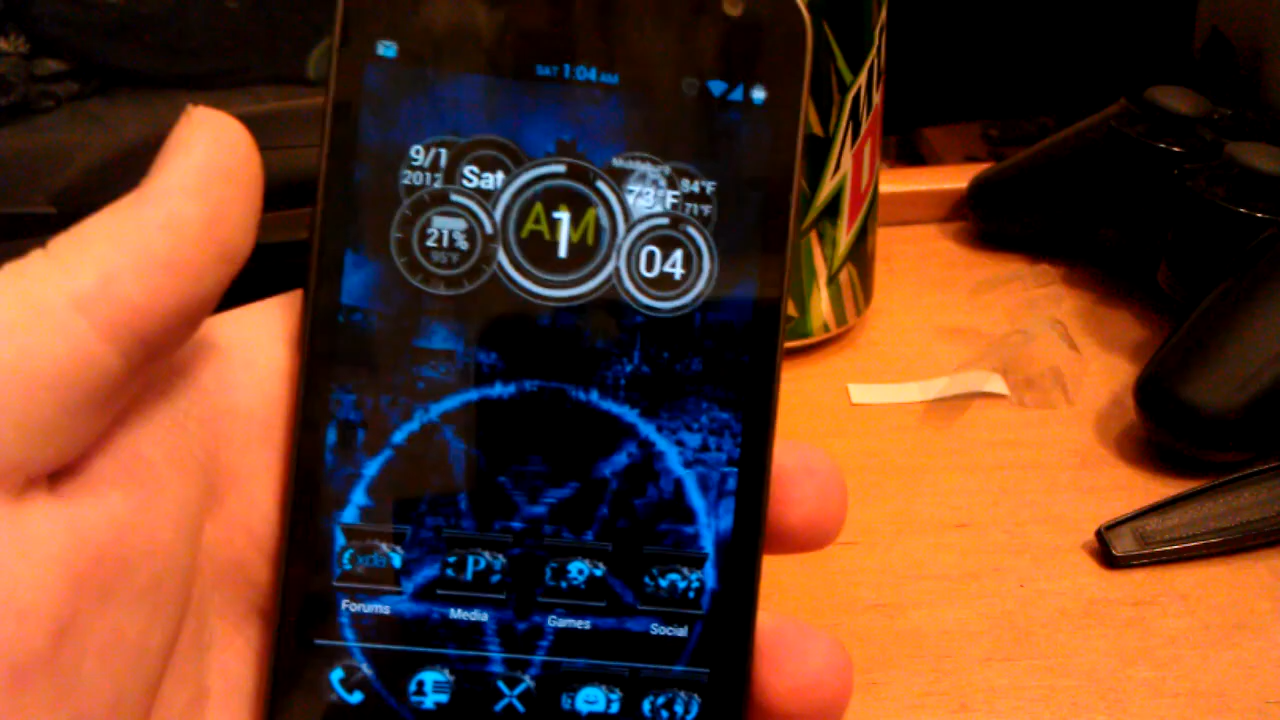 SAT 1:04 AM
9/1
2012
Sat
21%
95°F
AM
1
04
73°F
84°F
71°F
xda
P
Forums
Media
Games
Social
D